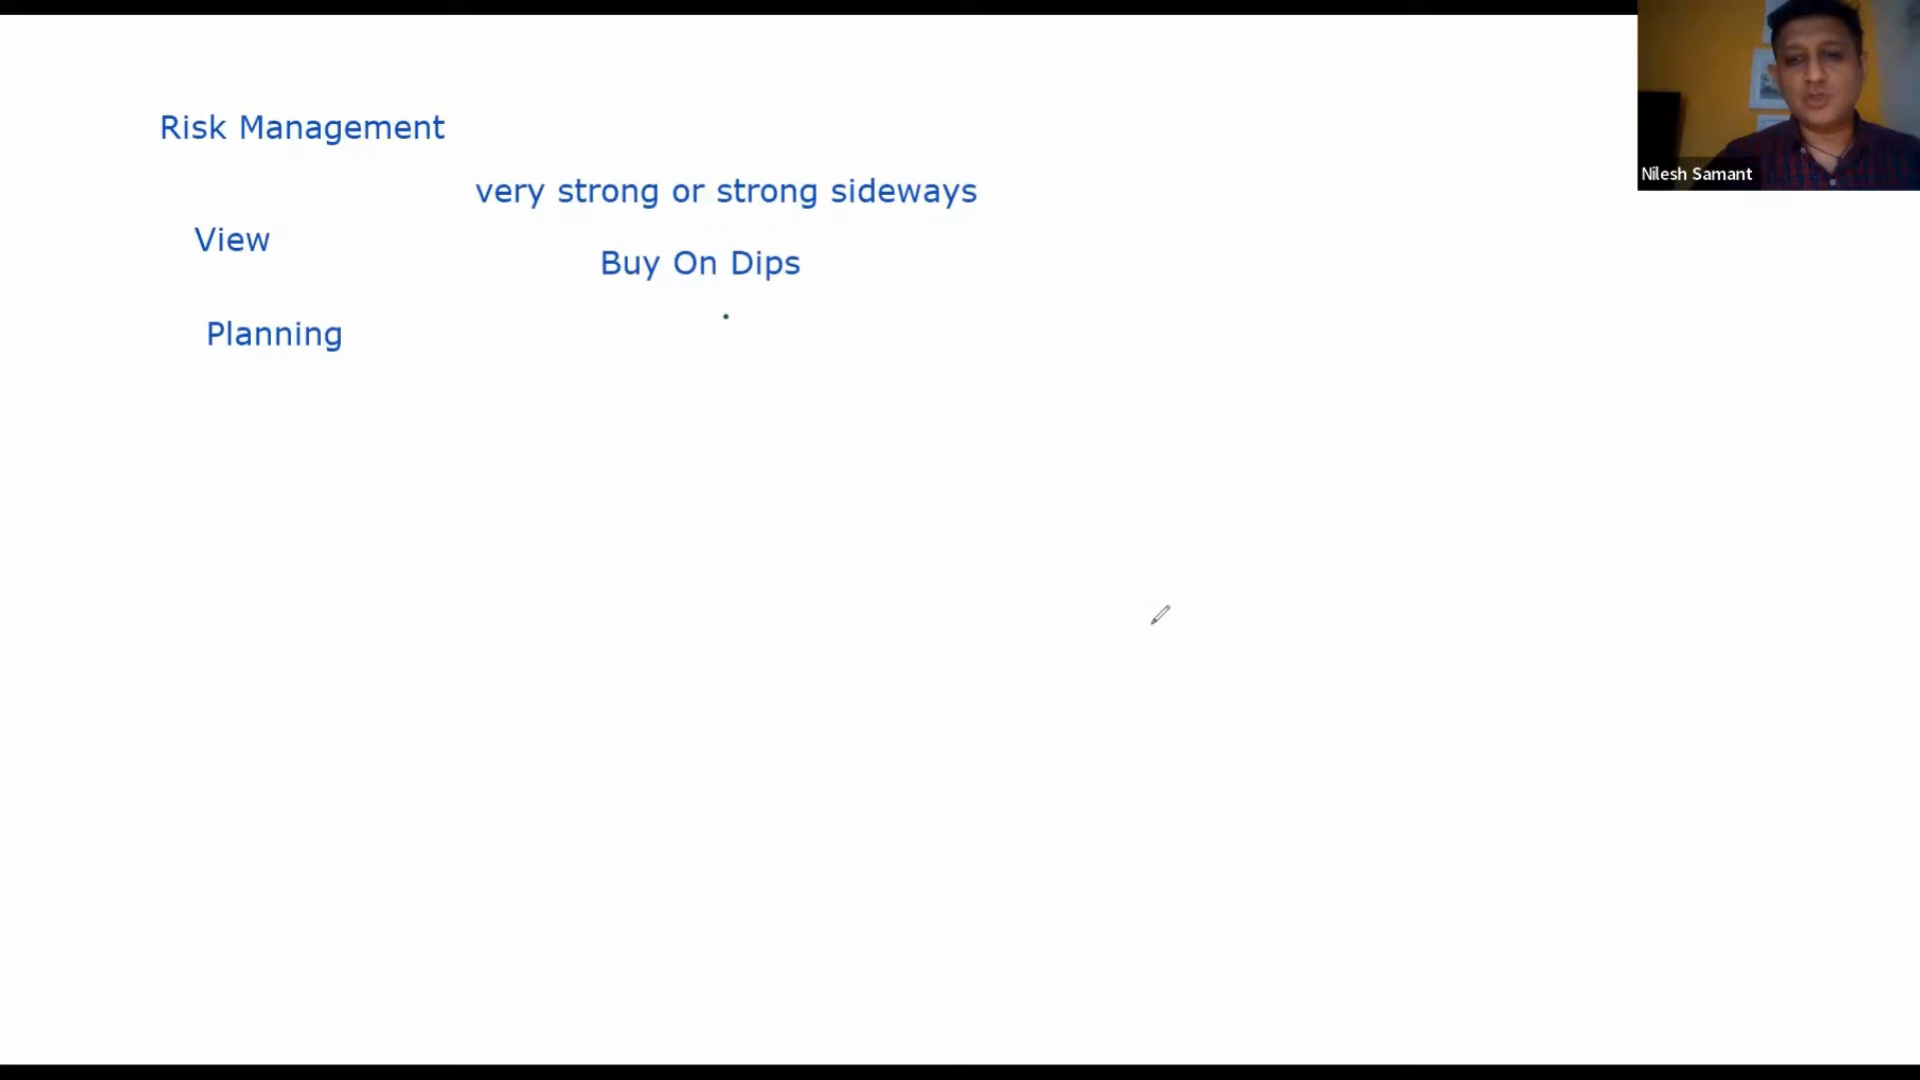 Risk Management
very strong or strong sideways
View
Buy On Dips
Planning
Nilesh Samant